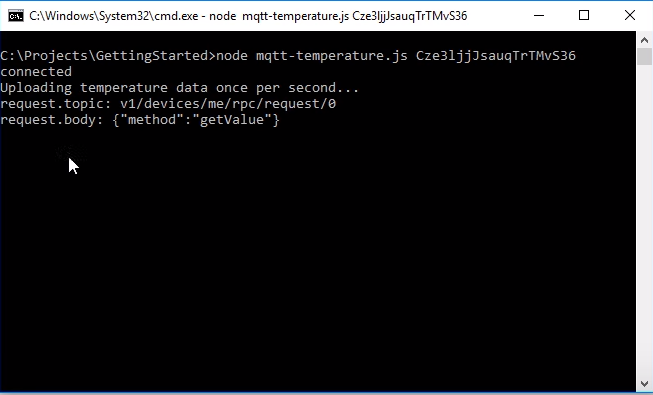 C:\Windows\System32\cmd.exe - node  mqtt-temperature.js Cze3ljjJsauqTrTMvS36
C:\Projects\GettingStarted>node mqtt-temperature.js Cze3ljjJsauqTrTMvS36
connected
Uploading temperature data once per second...
request.topic: v1/devices/me/rpc/request/0
request.body: {"method":"getValue"}